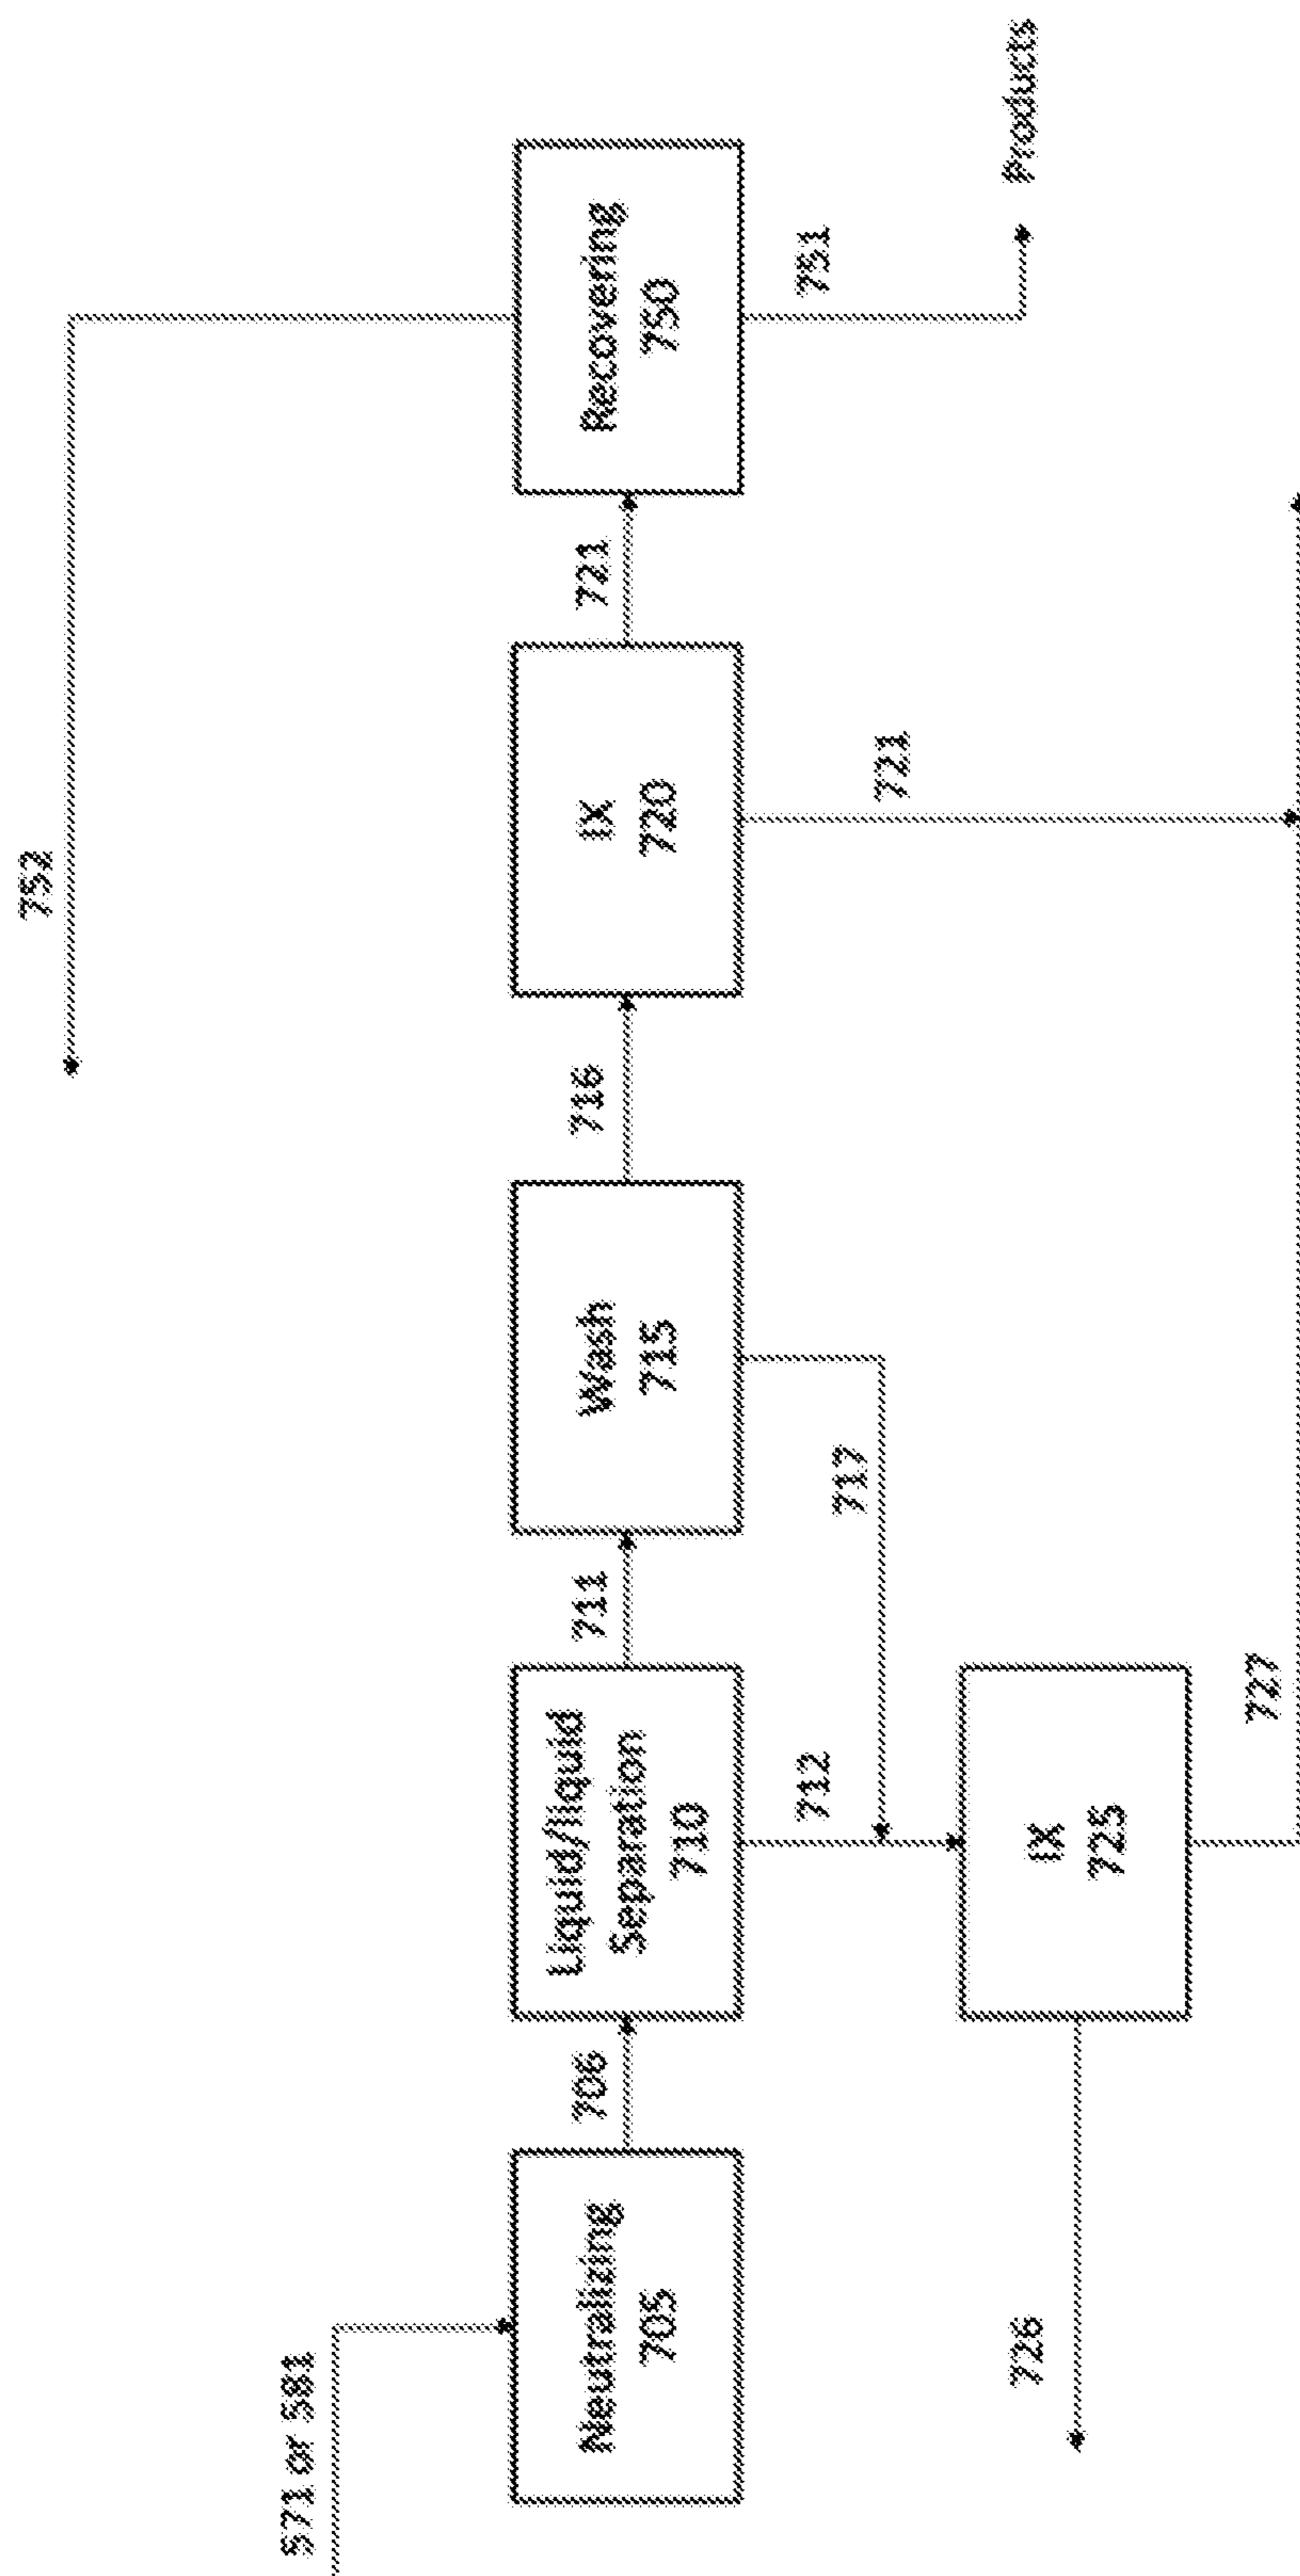 752
571 or 581
Neutralizing
705
706
Liquid/liquid
Separation
710
711
Wash
715
716
IX
720
721
Recovering
750
751
Products
712
717
721
726
IX
725
727